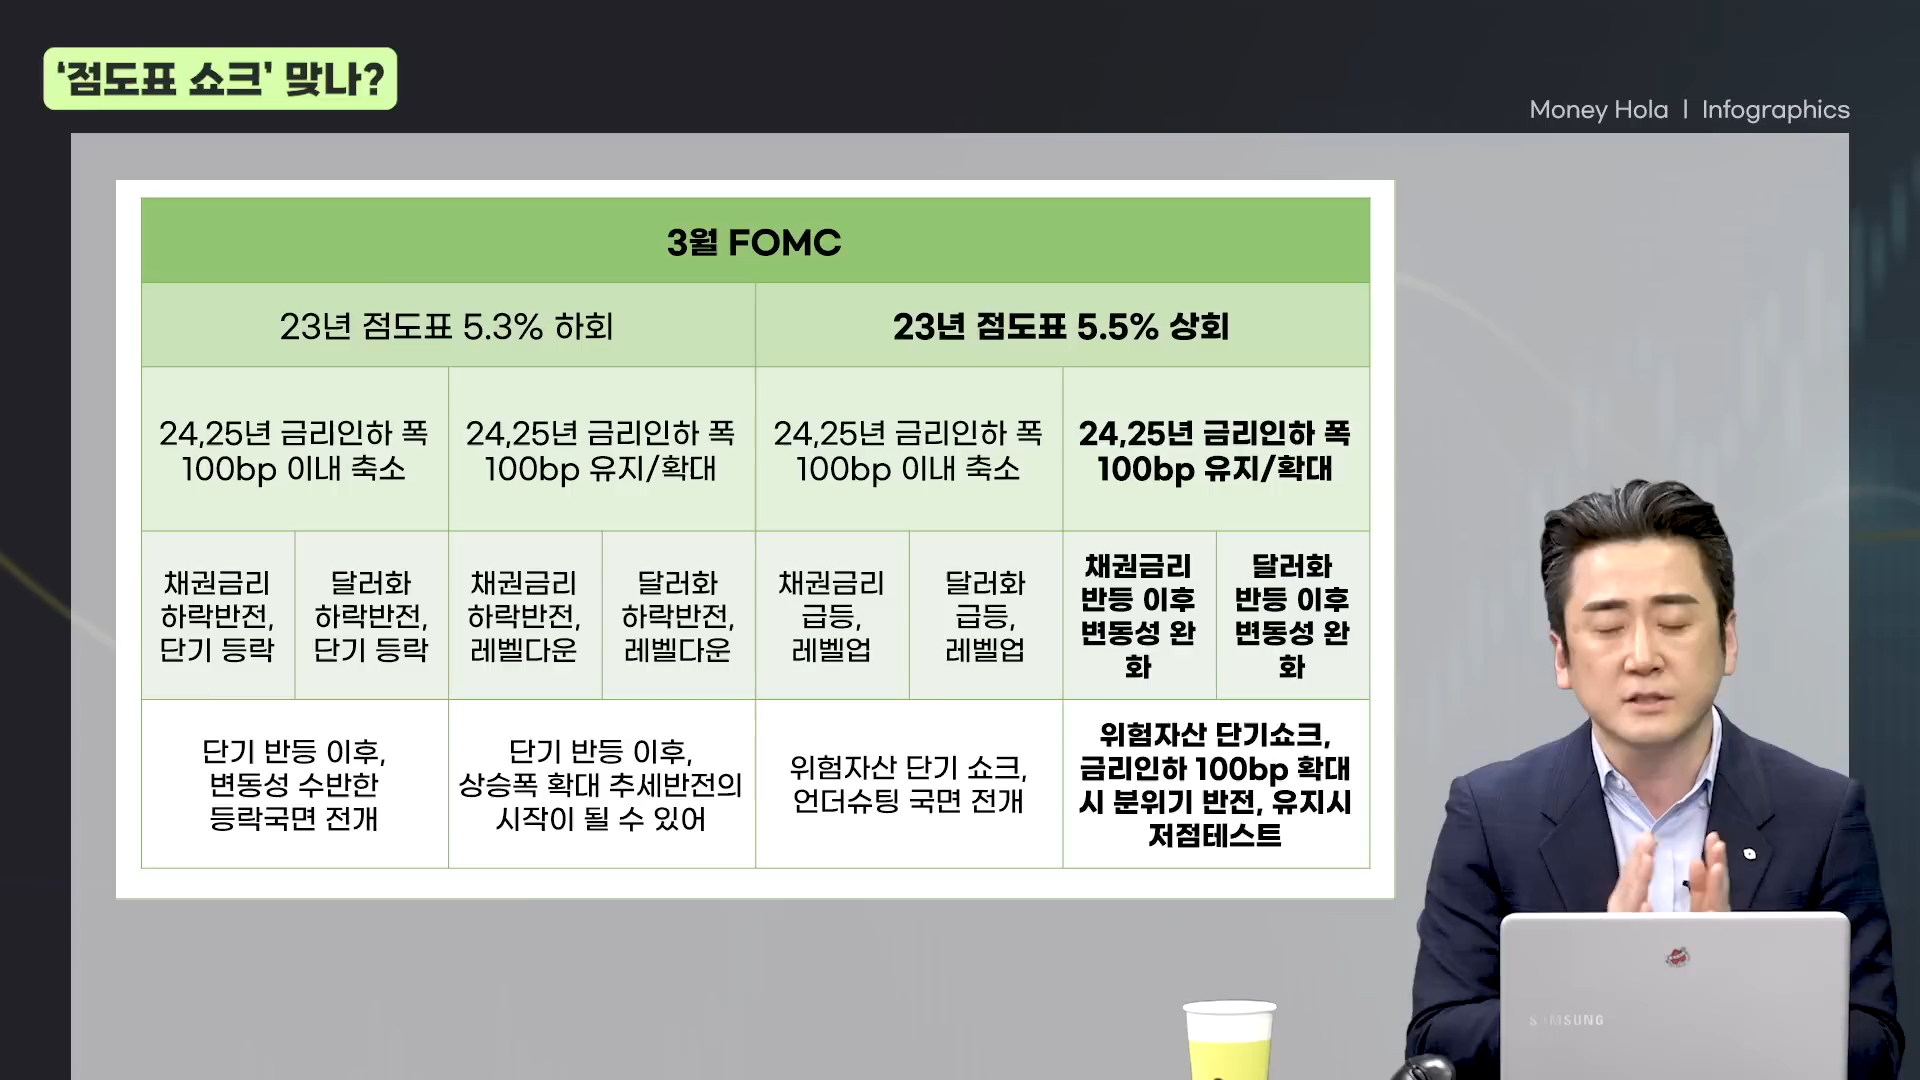 ‘점도표 쇼크’ 맞나?
Money Hola | Infographics
3월 FOMC
23년 점도표 5.3% 하회
23년 점도표 5.5% 상회
24,25년 금리인하 폭
100bp 이내 축소
24,25년 금리인하 폭
100bp 유지/확대
24,25년 금리인하 폭
100bp 이내 축소
24,25년 금리인하 폭
100bp 유지/확대
채권금리
하락반전,
단기 등락
달러화
하락반전,
단기 등락
채권금리
하락반전,
레벨다운
달러화
하락반전,
레벨다운
채권금리
급등,
레벨업
달러화
급등,
레벨업
채권금리
반등 이후
변동성 완
화
달러화
반등 이후
변동성 완
화
단기 반등 이후,
변동성 수반한
등락국면 전개
단기 반등 이후,
상승폭 확대 추세반전의
시작이 될 수 있어
위험자산 단기 쇼크,
언더슈팅 국면 전개
위험자산 단기쇼크,
금리인하 100bp 확대
시 분위기 반전, 유지시
저점테스트
SAMSUNG